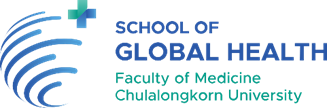 SCHOOL OF
GLOBAL HEALTH
Faculty of Medicine
Chulalongkorn University